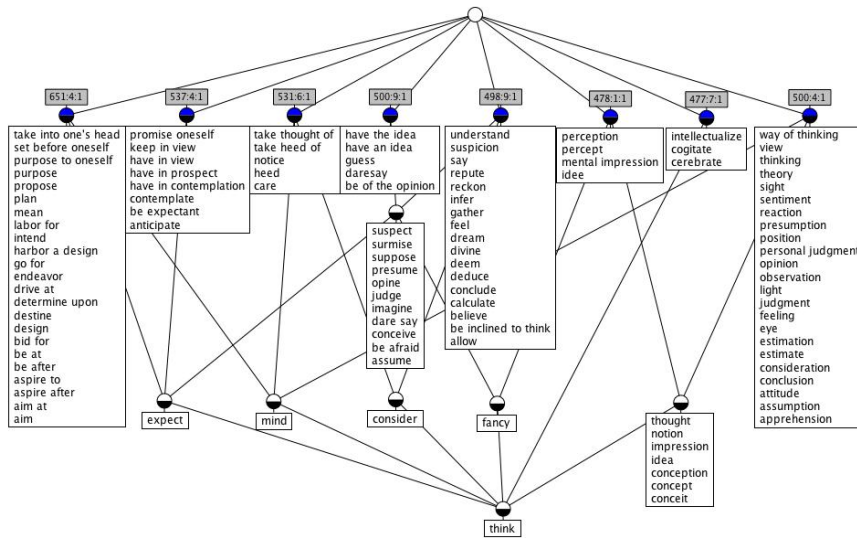 651:4:1
537:4:1
531:6:1
500:9:1
498:9:1
478:1:1
477:7:1
500:4:1
take into one's head
set before oneself
purpose to oneself
purpose
propose
plan
mean
labor for
intend
harbor a design
go for
endeavor
drive at
determine upon
destine
design
bid for
be at
be after
aspire to
aspire after
aim at
aim
promise oneself
keep in view
have in view
have in prospect
have in contemplation
contemplate
be expectant
anticipate
take thought of
take heed of
notice
heed
care
have the idea
have an idea
guess
daresay
be of the opinion
understand
suspicion
say
repute
reckon
infer
gather
feel
dream
divine
deem
deduce
conclude
calculate
believe
be inclined to think
allow
perception
percept
mental impression
idee
intellectualize
cogitate
cerebrate
way of thinking
view
thinking
theory
sight
sentiment
reaction
presumption
position
personal judgment
opinion
observation
light
judgment
feeling
eye
estimation
estimate
consideration
conclusion
attitude
assumption
apprehension
suspect
surmise
suppose
presume
opine
judge
imagine
dare say
conceive
be afraid
assume
expect
mind
consider
fancy
thought
notion
impression
idea
conception
concept
conceit
think